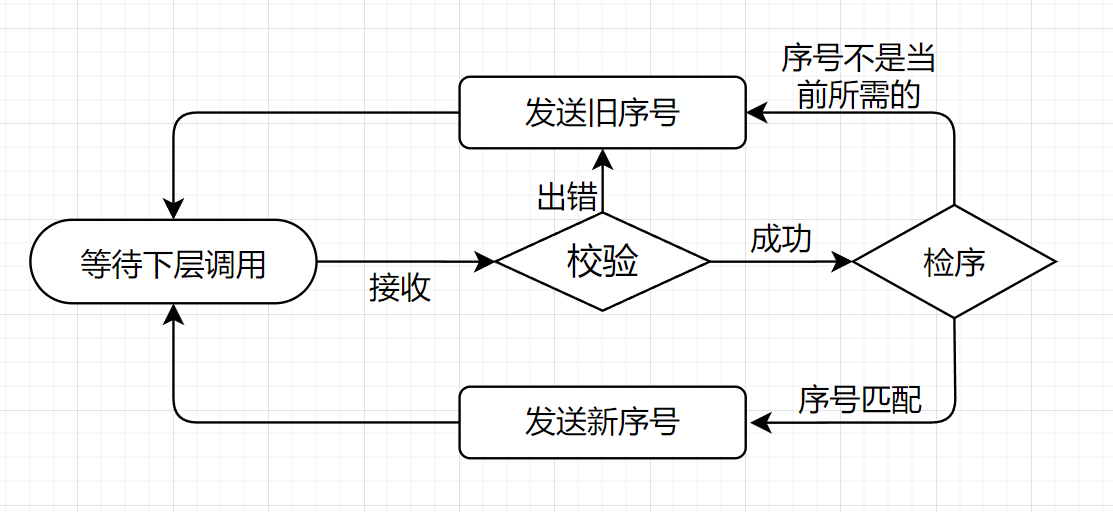 序号不是当
前所需的
发送旧序号
出错
成功
等待下层调用
校验
检序
接收
序号匹配
发送新序号